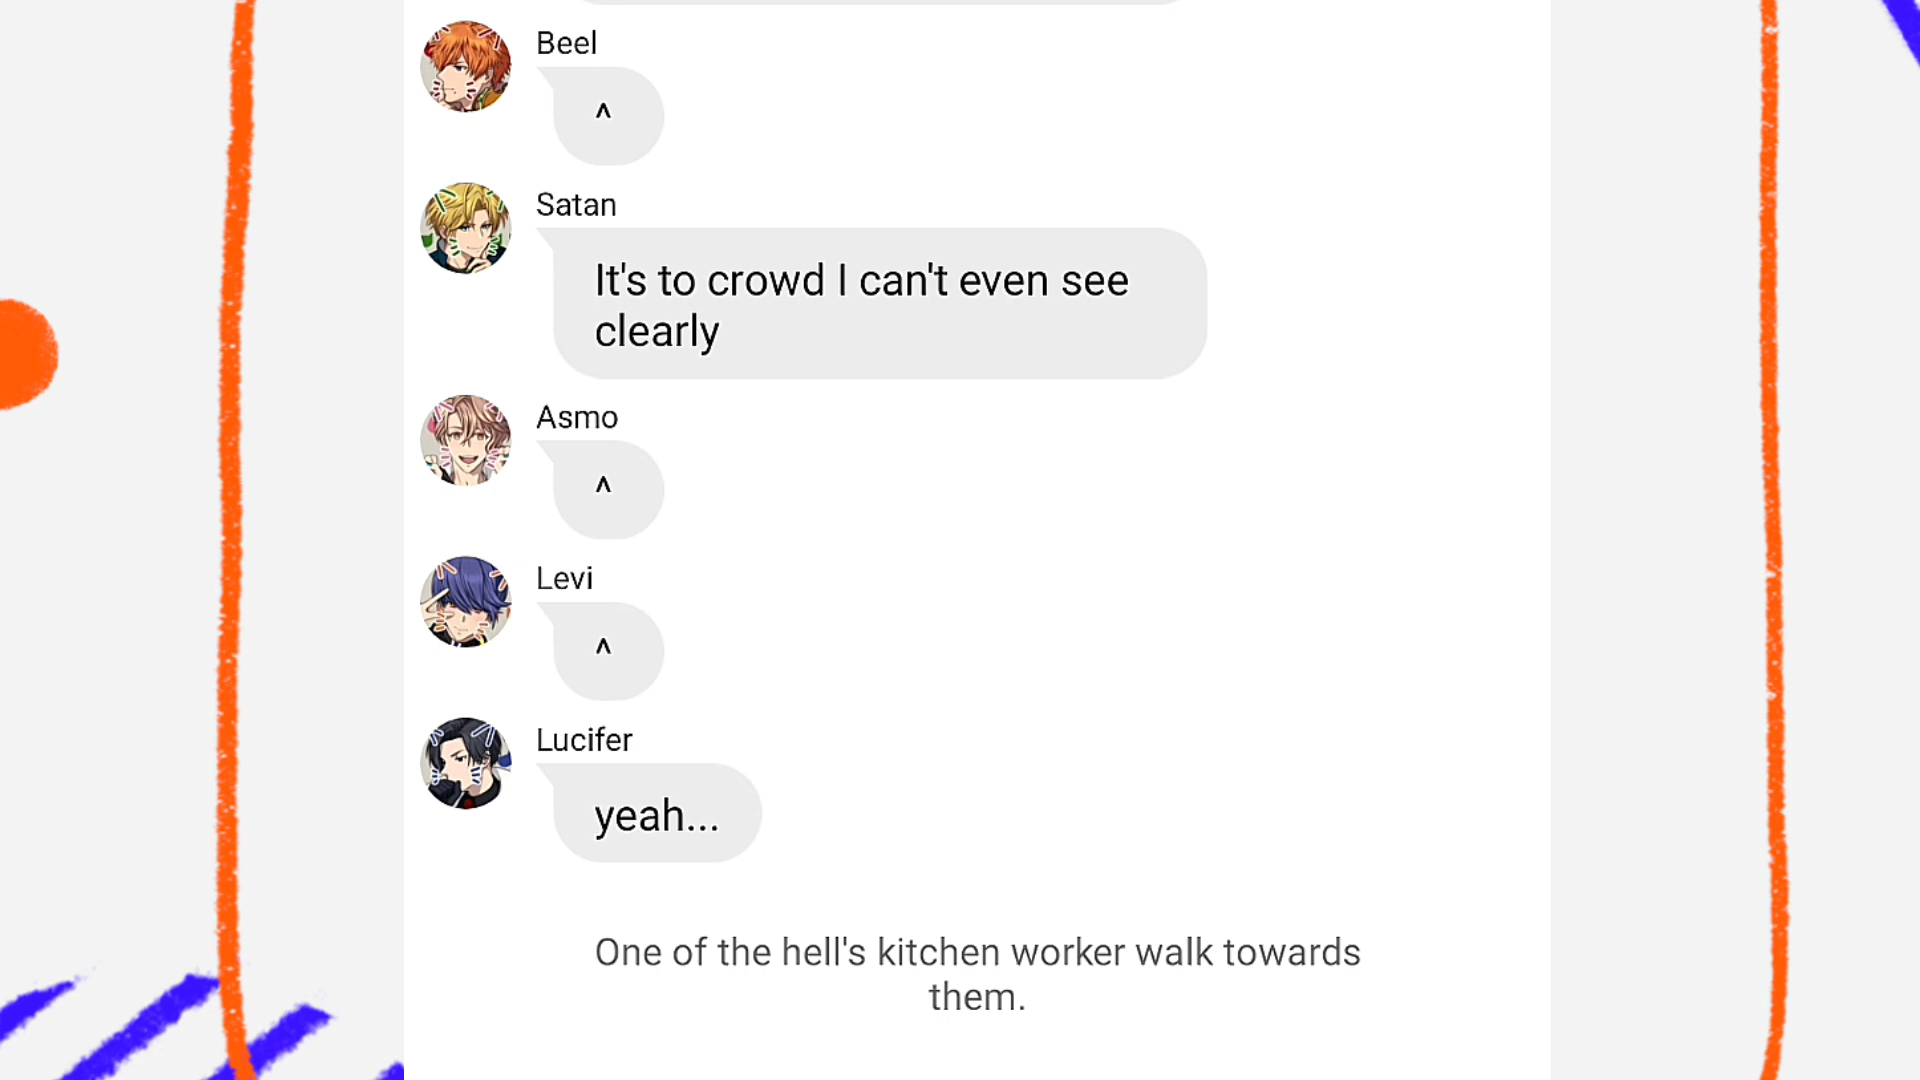 Beel
^
Satan
It's to crowd I can't even see
clearly
Asmo
^
Levi
^
Lucifer
yeah...
One of the hell's kitchen worker walk towards
them.